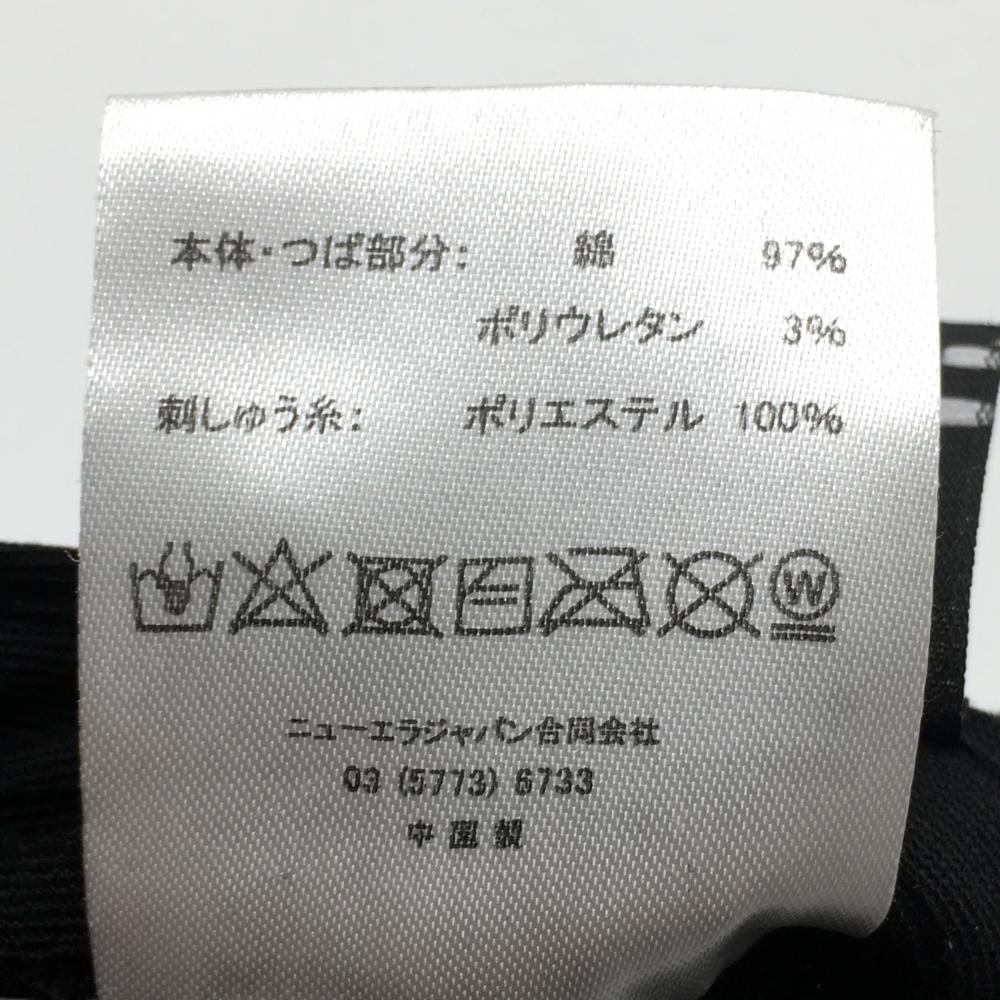 本体・つば部分: 綿 97%
ポリウレタン 3%
刺しゅう糸: ポリエステル 100%
W
ニューエラジャパン合同会社
03 (5773) 6733
中国製